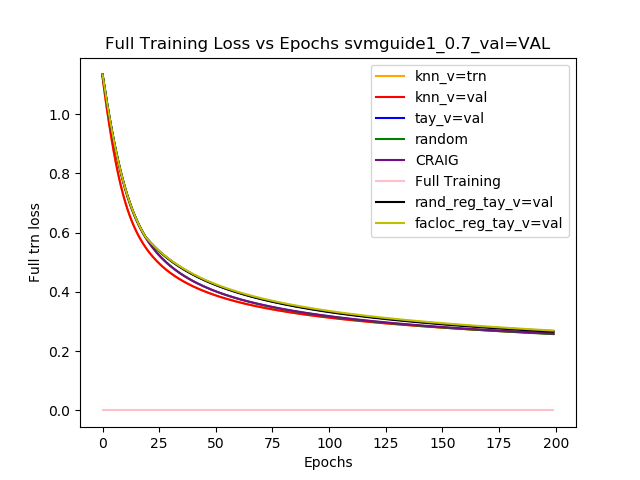 Full Training Loss vs Epochs svmguide1_0.7_val=VAL
knn_v=trn
knn_v=val
tay_v=val
random
CRAIG
Full Training
rand_reg_tay_v=val
facloc_reg_tay_v=val
Full trn loss
1.0
0.8
0.6
0.4
0.2
0.0
0 25 50 75 100 125 150 175 200
Epochs